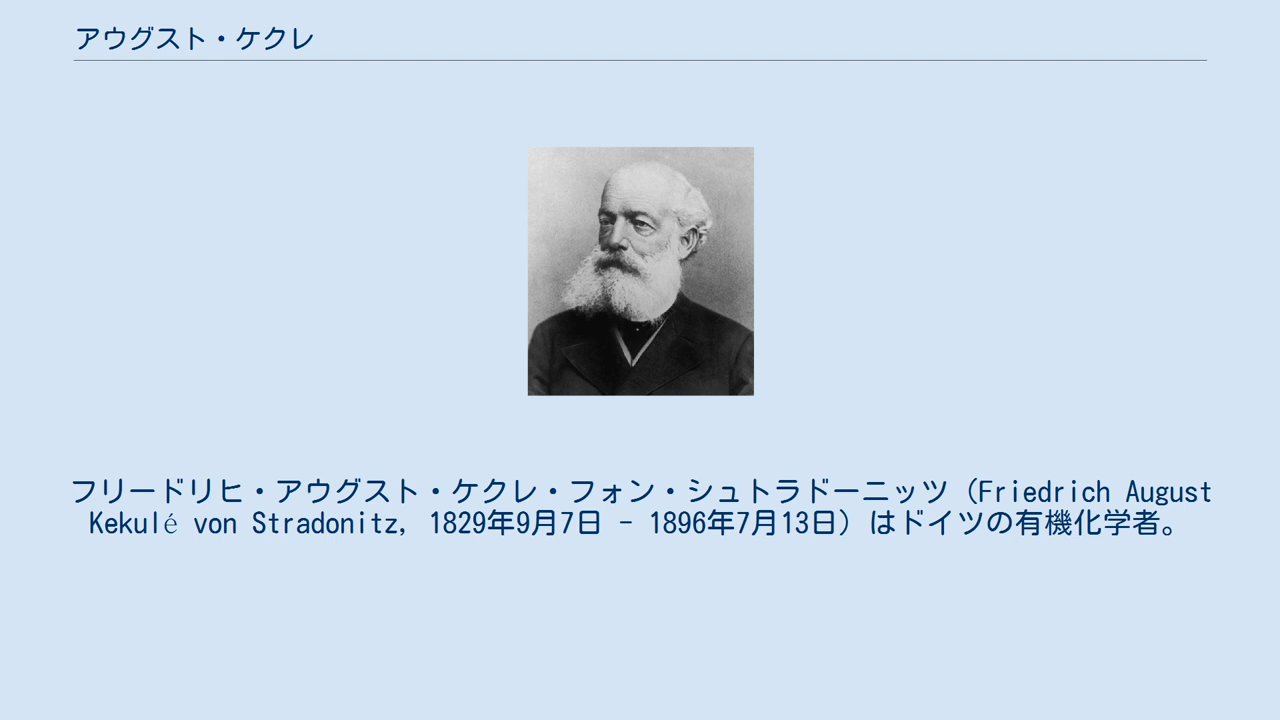 アウグスト・ケクレ
フリードリヒ・アウグスト・ケクレ・フォン・シュトラドーニッツ（Friedrich August
Kekulé von Stradonitz, 1829年9月7日 - 1896年7月13日）はドイツの有機化学者。